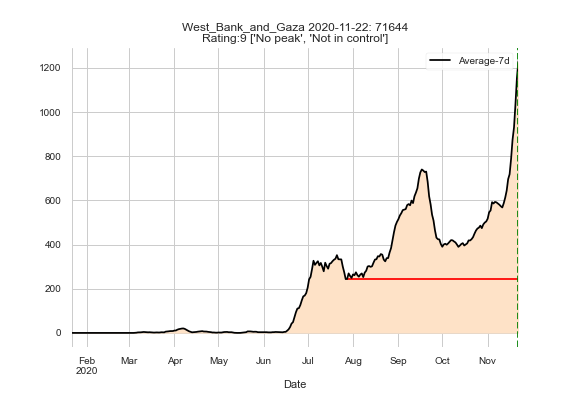 West_Bank_and_Gaza 2020-11-22: 71644
Rating:9 ['No peak', 'Not in control']
Average-7d
1200
1000
800
600
400
200
0
Feb Mar Apr May Jun Jul Aug Sep Oct Nov
2020
Date